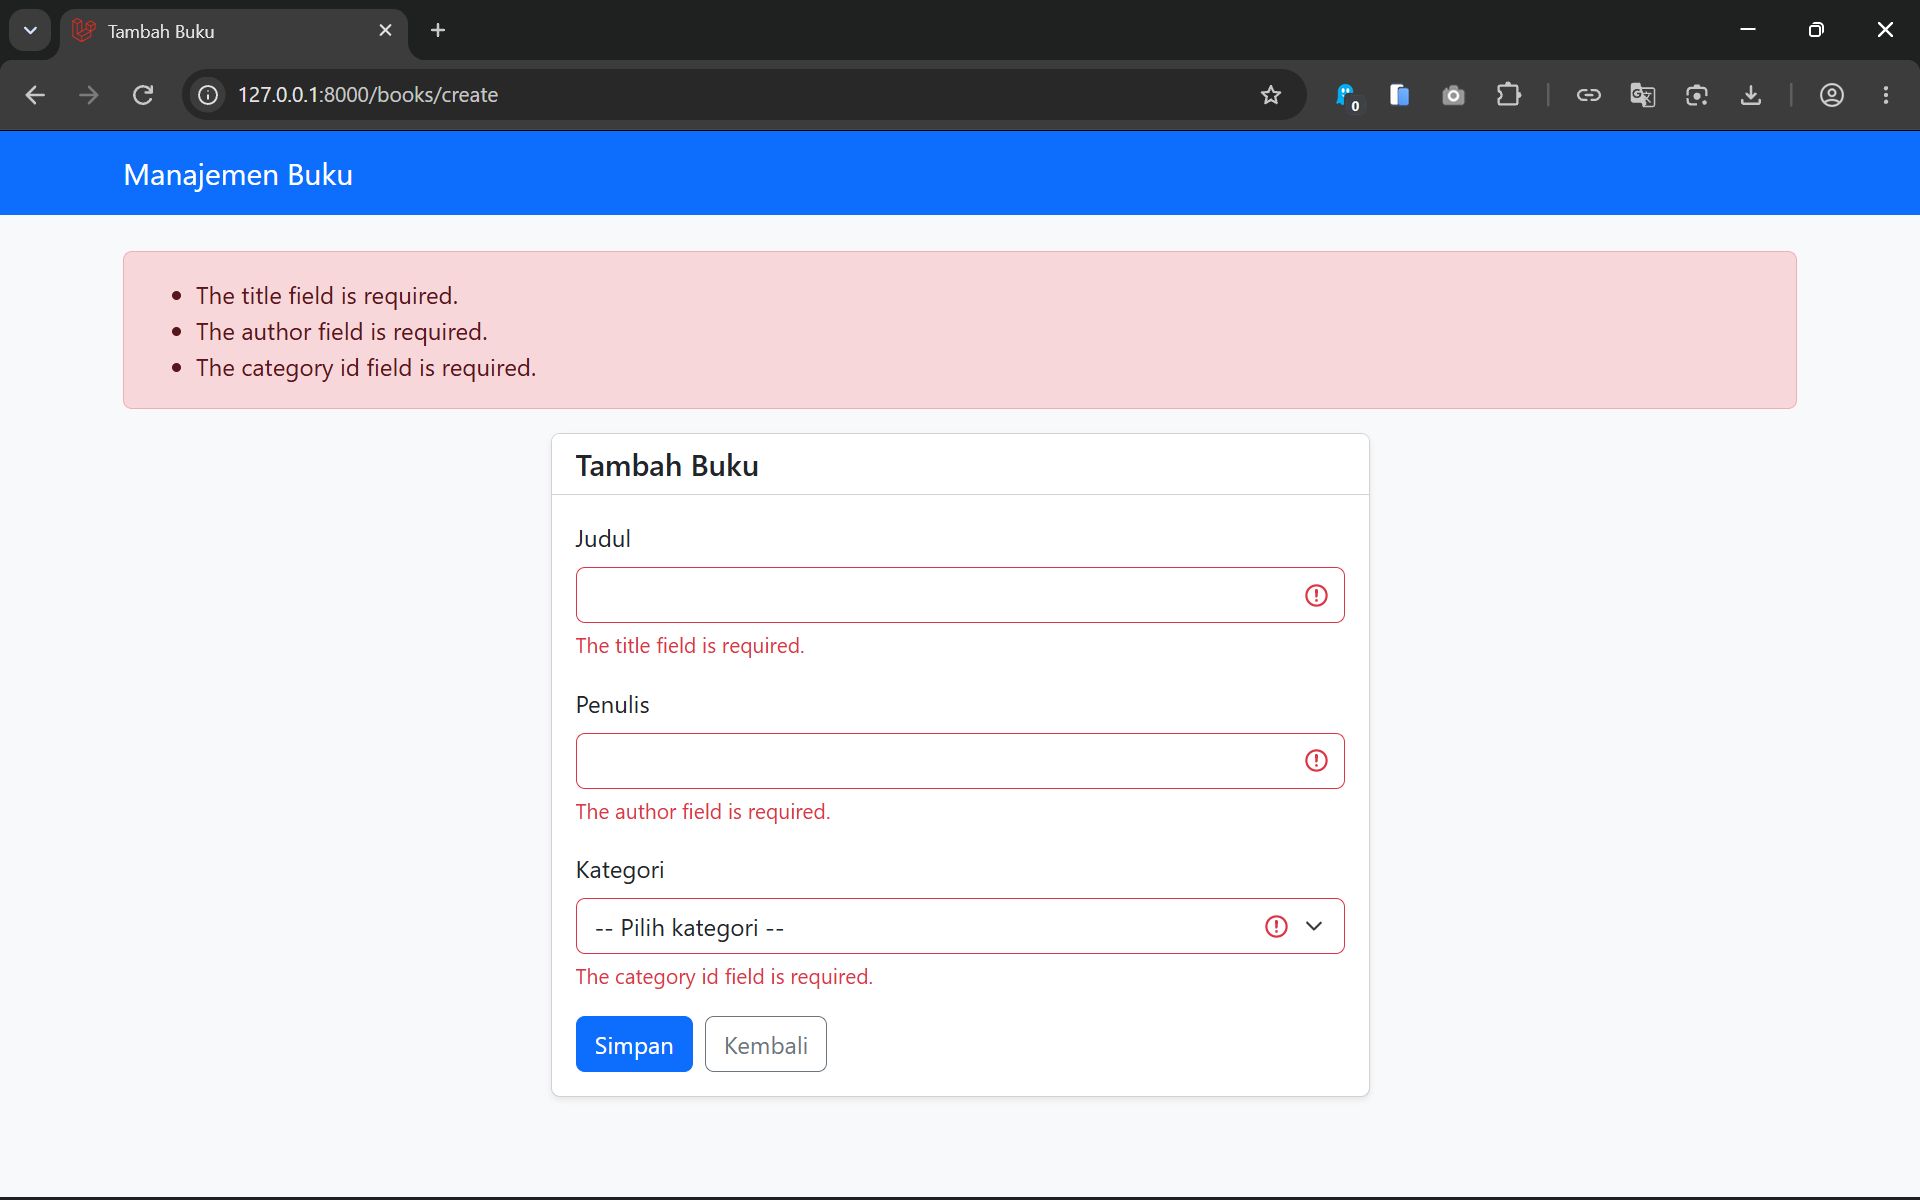 Tambah Buku
127.0.0.1:8000/books/create
0
Manajemen Buku
The title field is required.
The author field is required.
The category id field is required.
Tambah Buku
Judul
The title field is required.
Penulis
The author field is required.
Kategori
-- Pilih kategori --
The category id field is required.
Simpan
Kembali